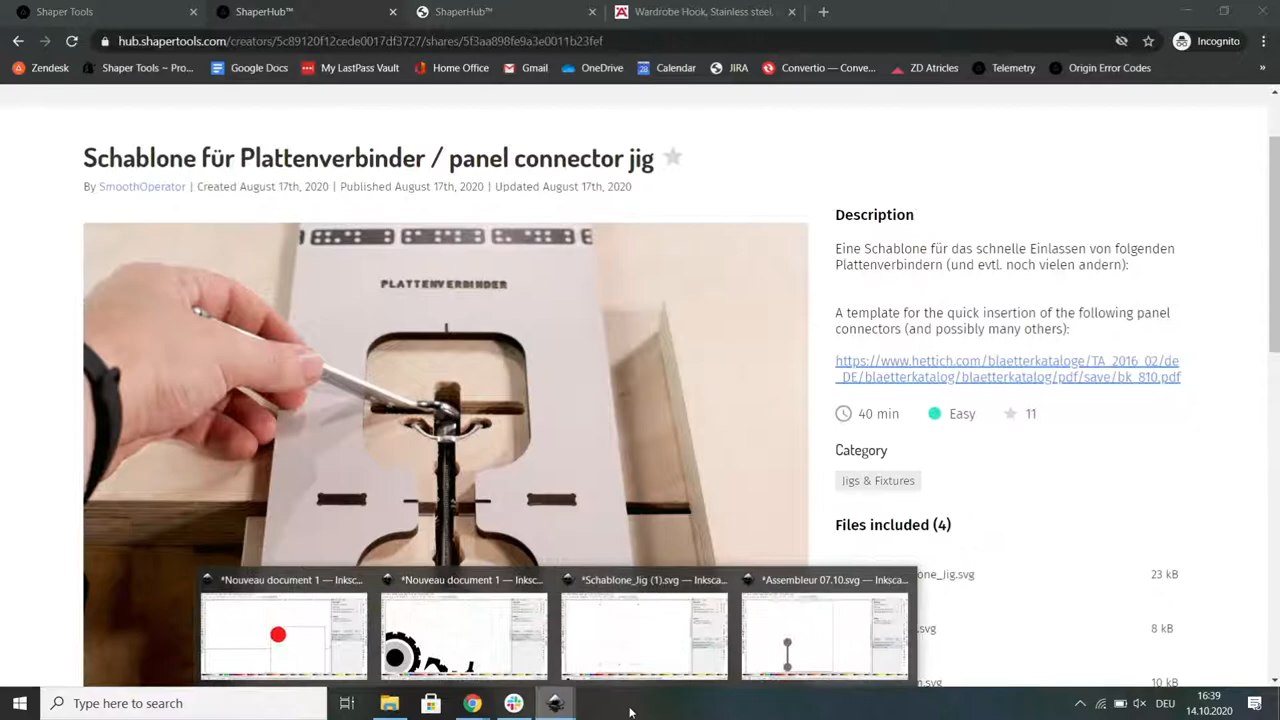 Shaper Tools
ShaperHub™
ShaperHub™
Wardrobe Hook, Stainless steel.
hub.shapertools.com/creators/5c89120f12cede0017df3727/shares/5f3aa898fe9a3e0011b23fef
Incognito
Zendesk
Shaper Tools ~ Pro...
Google Docs
My LastPass Vault
Home Office
Gmail
OneDrive
Calendar
JIRA
Convertio — Conve...
ZD Atricles
Telemetry
Origin Error Codes
»
Schablone für Plattenverbinder / panel connector jig
By SmoothOperator | Created August 17th, 2020 | Published August 17th, 2020 | Updated August 17th, 2020
PLATTENVERBINDER
Description
Eine Schablone für das schnelle Einlassen von folgenden
Plattenverbindern (und evtl. noch vielen andern):
A template for the quick insertion of the following panel
connectors (and possibly many others):
https://www.hettich.com/blaetterkataloge/TA_2016_02/de
_DE/blaetterkatalog/blaetterkatalog/pdf/save/bk_810.pdf
40 min
Easy
11
Category
Jigs & Fixtures
Files included (4)
one_Jig.svg
23 kB
.svg
8 kB
m.svg
10 kB
*Nouveau document 1 — Inksc...
*Nouveau document 1 — Inksc...
*Schablone_Jig (1).svg — Inksca...
*Assembleur 07.10.svg — Inksca...
Type here to search
DEU
16:39
14.10.2020